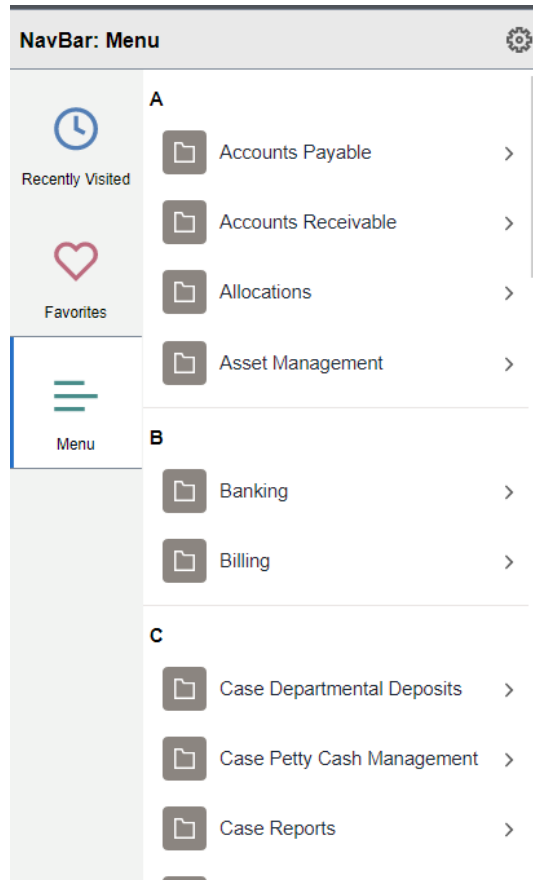 NavBar: Menu
Recently Visited
Favorites
Menu
A
Accounts Payable
Accounts Receivable
Allocations
Asset Management
B
Banking
Billing
C
Case Departmental Deposits
Case Petty Cash Management
Case Reports